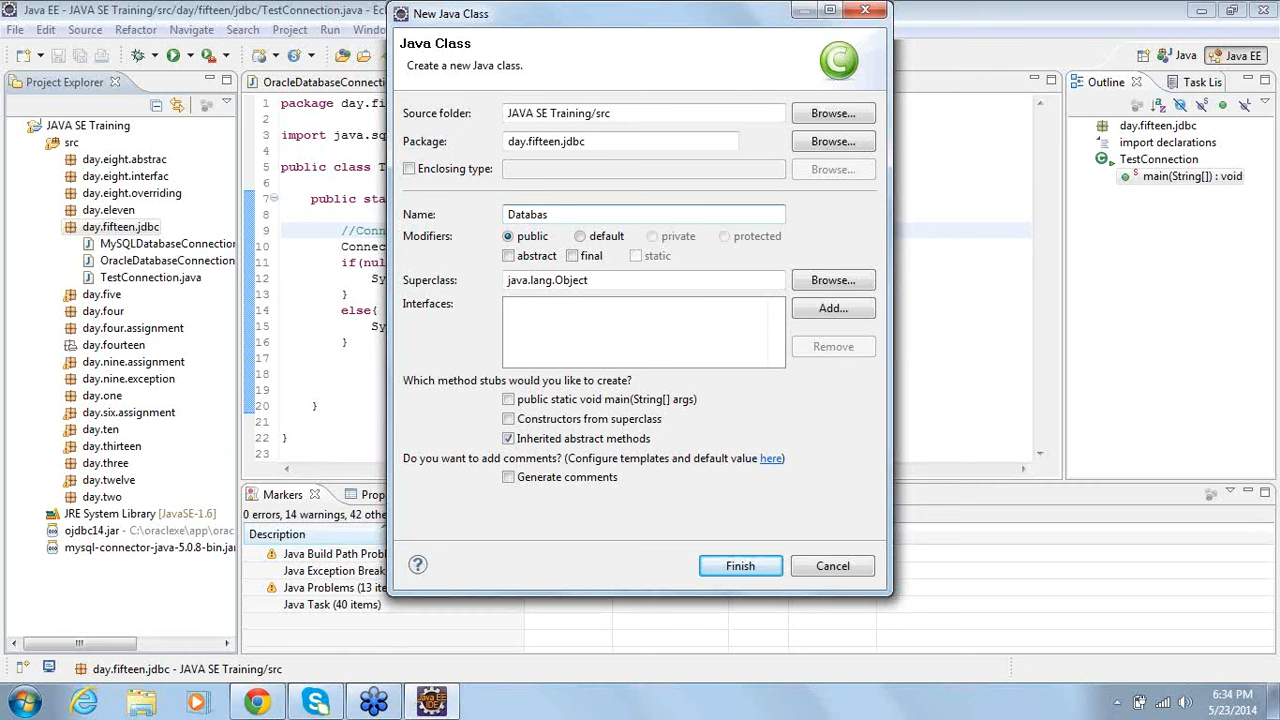 Java EE - JAVA SE Training/src/day/fifteen/jdbc/TestConnection.java - Ecl
File Edit Source Refactor Navigate Search Project Run
Java Java EE
Project Explorer
JAVA SE Training
src
day.eight.abstrac
day.eight.interfac
day.eight.overriding
day.eleven
day.fifteen.jdbc
MySQLDatabaseConnection
OracleDatabaseConnection
TestConnection.java
day.five
day.four
day.four.assignment
day.fourteen
day.nine.assignment
day.nine.exception
day.one
day.six.assignment
day.ten
day.thirteen
day.three
day.twelve
day.two
JRE System Library [JavaSE-1.6]
ojdbc14.jar - C:\oraclexe\app\orac
mysql-connector-java-5.0.8-bin.jar
OracleDatabaseConnecti
1 package day.fi
2
3 import java.sq
4
5 public class T
6
7 public sta
8
9 //Conn
10 Connec
11 if(nul
12 Sy
13 }
14 else{
15 Sy
16 }
17
18
19
20 }
21
22 }
23
New Java Class
Java Class
Create a new Java class.
Source folder: JAVA SE Training/src Browse...
Package: day.fifteen.jdbc Browse...
Enclosing type: Browse...
Name: Databas
Modifiers: public default private protected
abstract final static
Superclass: java.lang.Object Browse...
Interfaces: Add...
Remove
Which method stubs would you like to create?
public static void main(String[] args)
Constructors from superclass
Inherited abstract methods
Do you want to add comments? (Configure templates and default value here)
Generate comments
Finish Cancel
Outline Task Lis
day.fifteen.jdbc
import declarations
TestConnection
main(String[]) : void
Markers Prop
0 errors, 14 warnings, 42 othe
Description
Java Build Path Probl
Java Exception Break
Java Problems (13 ite
Java Task (40 items)
day.fifteen.jdbc - JAVA SE Training/src
6:34 PM
5/23/2014